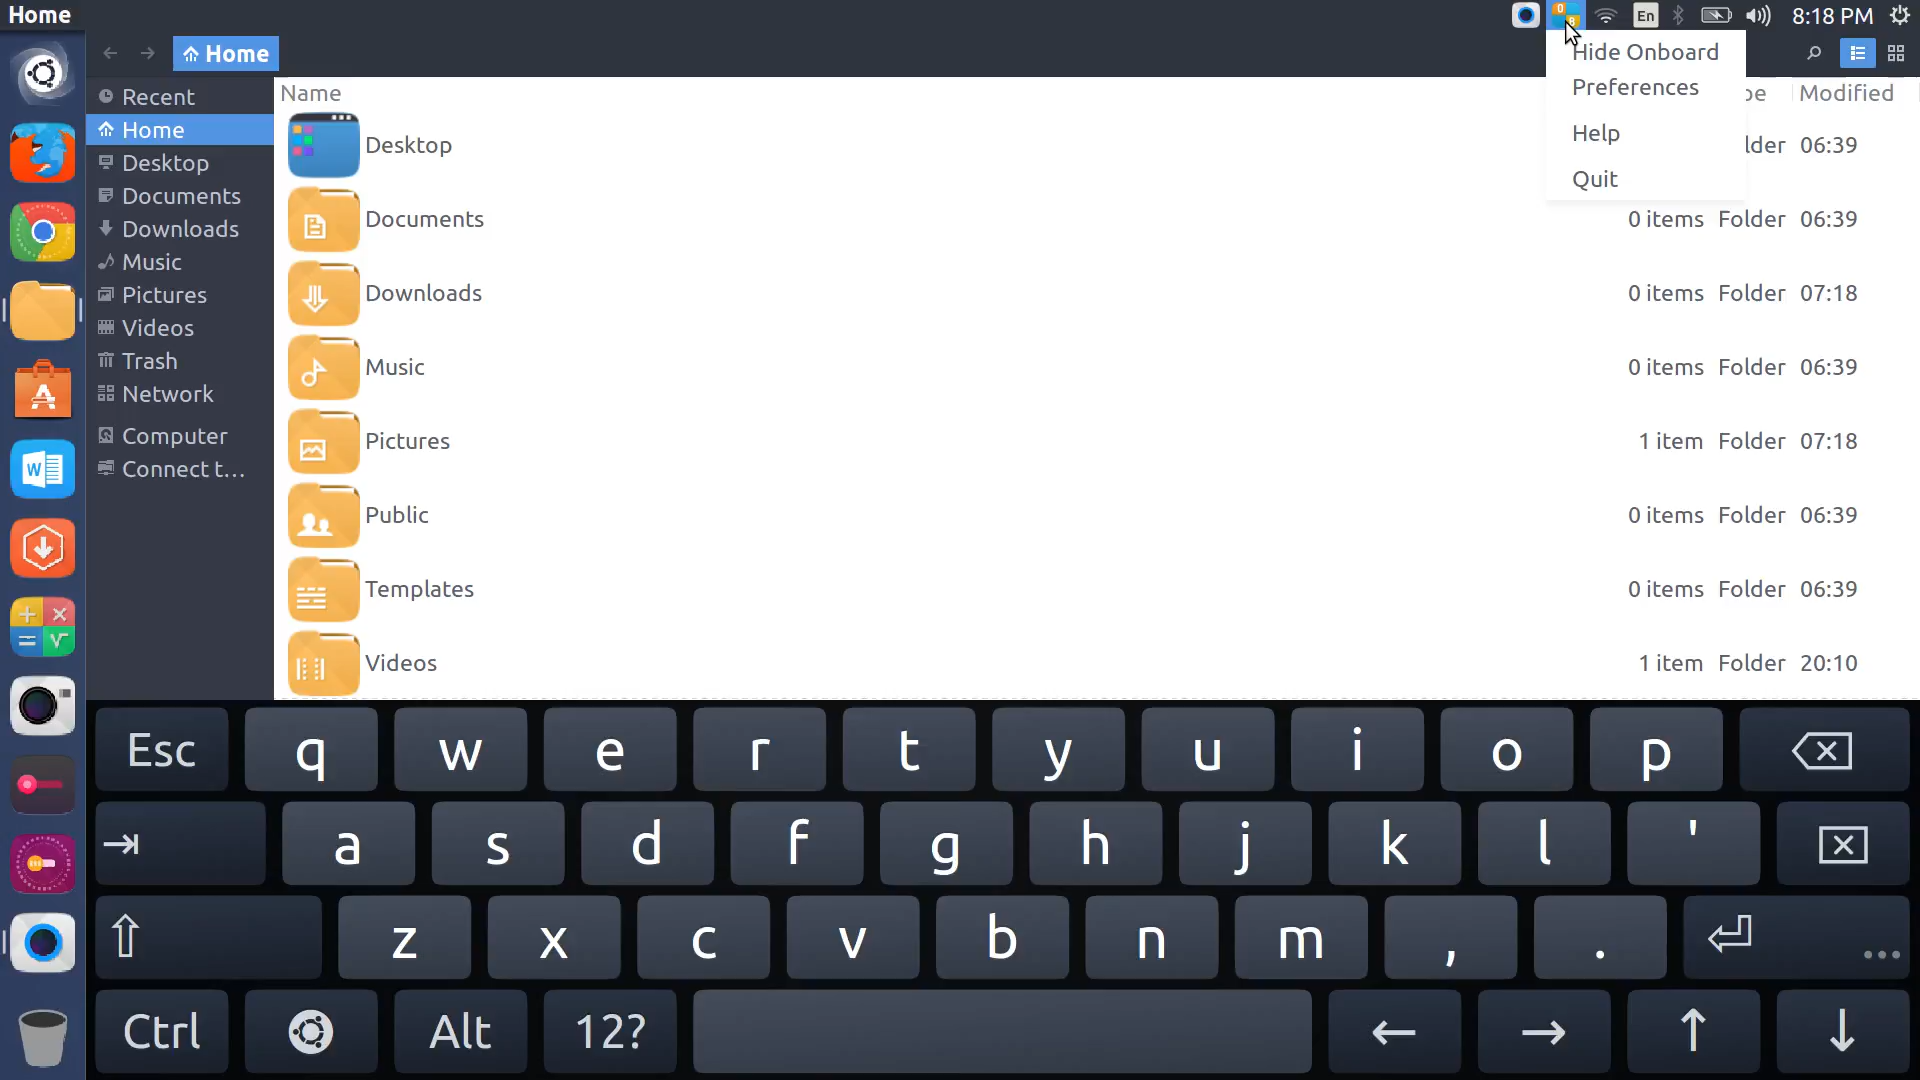 Home
En
8:18 PM
Home
Hide Onboard
Preferences
Help
Quit
Recent
Home
Desktop
Documents
Downloads
Music
Pictures
Videos
Trash
Network
Computer
Connect t...
Name
Modified
Desktop 06:39
Documents 0 items Folder 06:39
Downloads 0 items Folder 07:18
Music 0 items Folder 06:39
Pictures 1 item Folder 07:18
Public 0 items Folder 06:39
Templates 0 items Folder 06:39
Videos 1 item Folder 20:10
Esc q w e r t y u i o p
a s d f g h j k l '
z x c v b n m , . ...
Ctrl Alt 12?